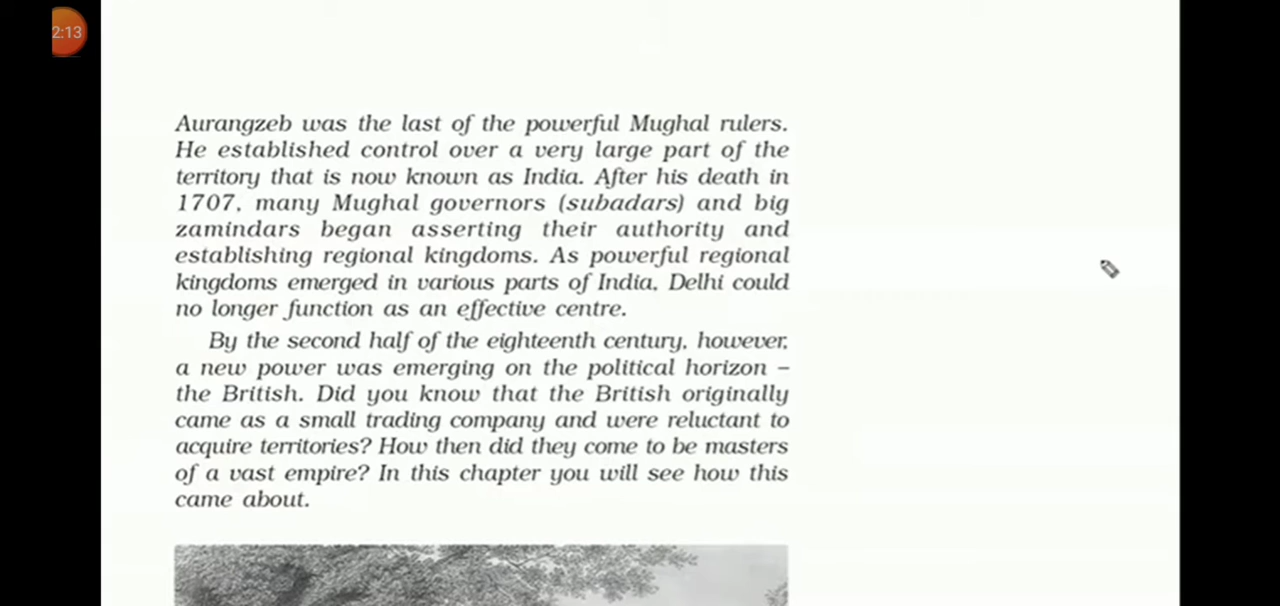 2:13
Aurangzeb was the last of the powerful Mughal rulers.
He established control over a very large part of the
territory that is now known as India. After his death in
1707, many Mughal governors (subadars) and big
zamindars began asserting their authority and
establishing regional kingdoms. As powerful regional
kingdoms emerged in various parts of India, Delhi could
no longer function as an effective centre.
By the second half of the eighteenth century, however,
a new power was emerging on the political horizon –
the British. Did you know that the British originally
came as a small trading company and were reluctant to
acquire territories? How then did they come to be masters
of a vast empire? In this chapter you will see how this
came about.